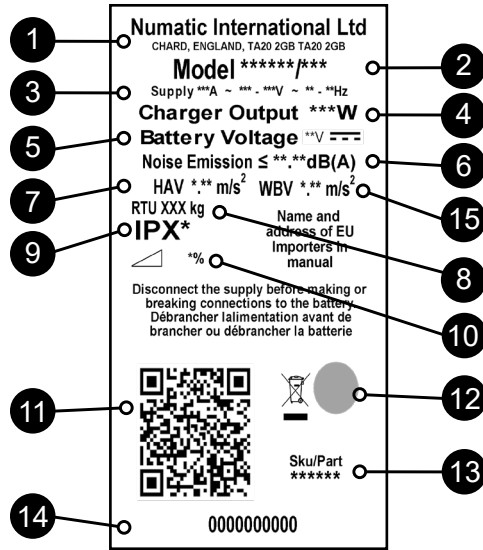 Numatic International Ltd
CHARD, ENGLAND, TA20 2GB TA20 2GB
1
Model ******/***
2
3
Supply ***A ~ *** - ***V ~ ** - **Hz
Charger Output ***W
4
5
Battery Voltage **V
Noise Emission ≤ **.**dB(A)
6
7
HAV *.** m/s² WBV *.** m/s²
15
RTU XXX kg
8
9
IPX*
Name and
address of EU
Importers in
manual
*%
10
Disconnect the supply before making or
breaking connections to the battery
Débrancher lalimentation avant de
brancher ou débrancher la batterie
11
12
Sku/Part
******
13
14
0000000000